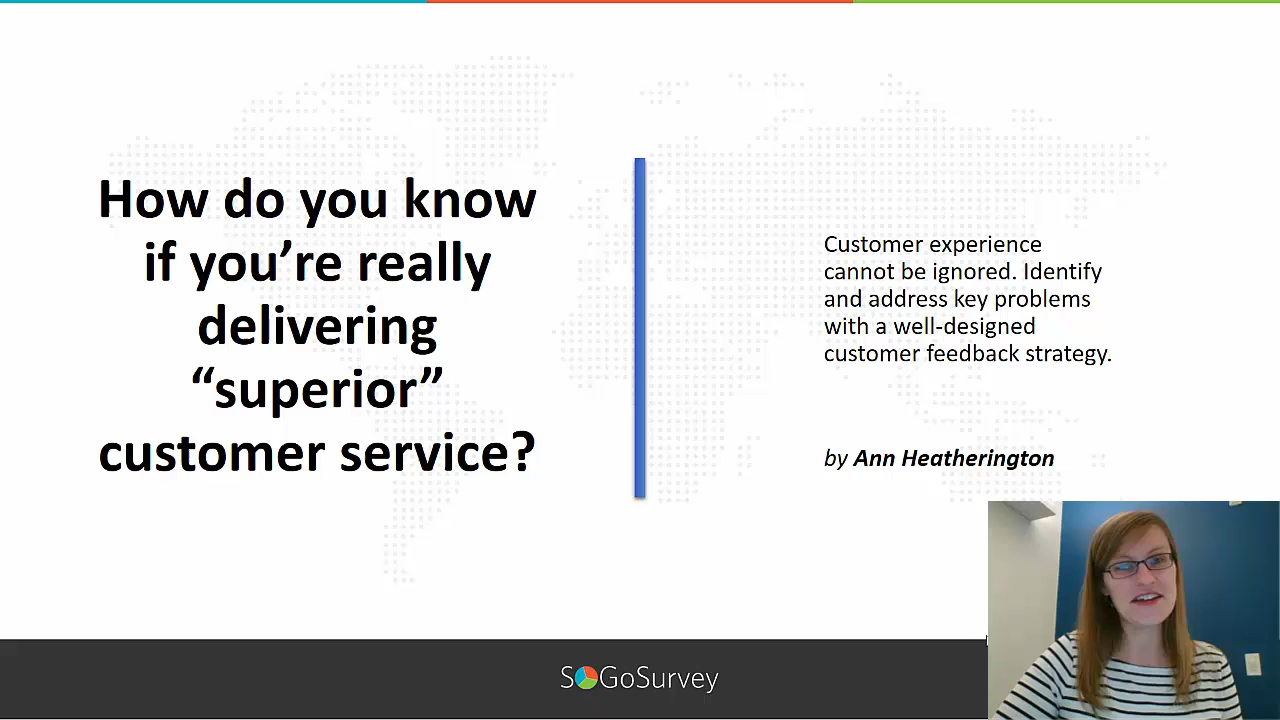 How do you know
if you’re really
delivering
“superior”
customer service?
Customer experience
cannot be ignored. Identify
and address key problems
with a well-designed
customer feedback strategy.
by Ann Heatherington
SoGoSurvey